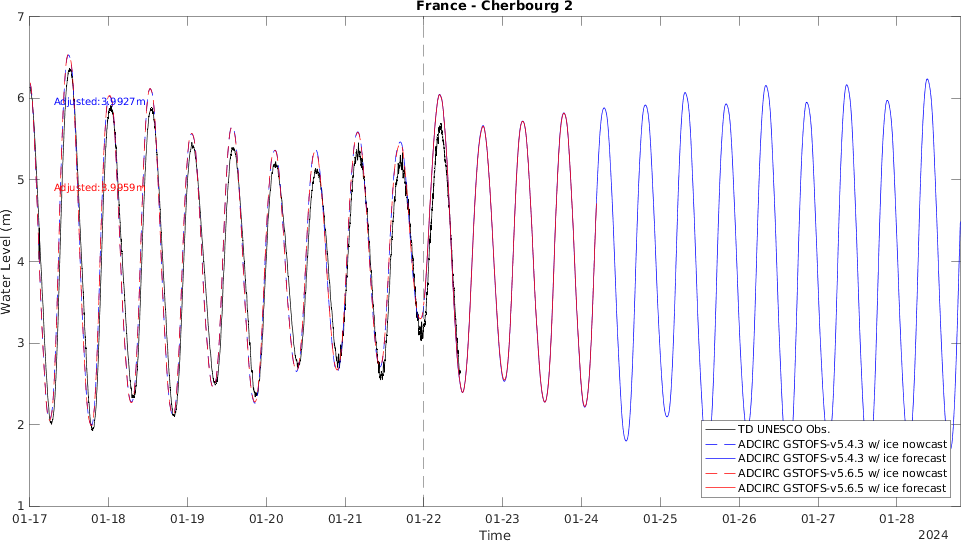 France - Cherbourg 2
7
6
5
4
3
2
1
Water Level (m)
Adjusted:3.9927m
Adjusted:3.9959m
TD UNESCO Obs.
ADCIRC GSTOFS-v5.4.3 w/ ice nowcast
ADCIRC GSTOFS-v5.4.3 w/ ice forecast
ADCIRC GSTOFS-v5.6.5 w/ ice nowcast
ADCIRC GSTOFS-v5.6.5 w/ ice forecast
01-17 01-18 01-19 01-20 01-21 01-22 01-23 01-24 01-25 01-26 01-27 01-28
Time
2024